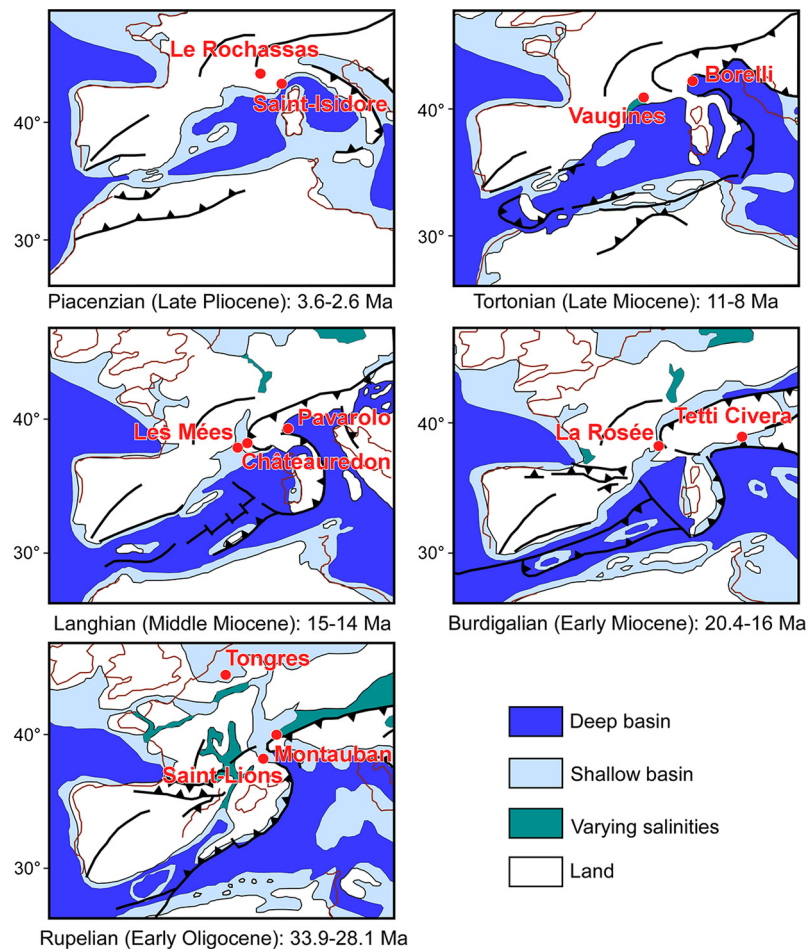 Le Rochassas
Saint-Isidore
40°
30°
Piacenzian (Late Pliocene): 3.6-2.6 Ma
Borelli
Vaugines
40°
30°
Tortonian (Late Miocene): 11-8 Ma
40°
Les Mées
Pavarolo
Châteauredon
30°
Langhian (Middle Miocene): 15-14 Ma
40°
La Rosée
Tetti Civera
30°
Burdigalian (Early Miocene): 20.4-16 Ma
Tongres
40°
Montauban
Saint-Lions
30°
Rupelian (Early Oligocene): 33.9-28.1 Ma
Deep basin
Shallow basin
Varying salinities
Land